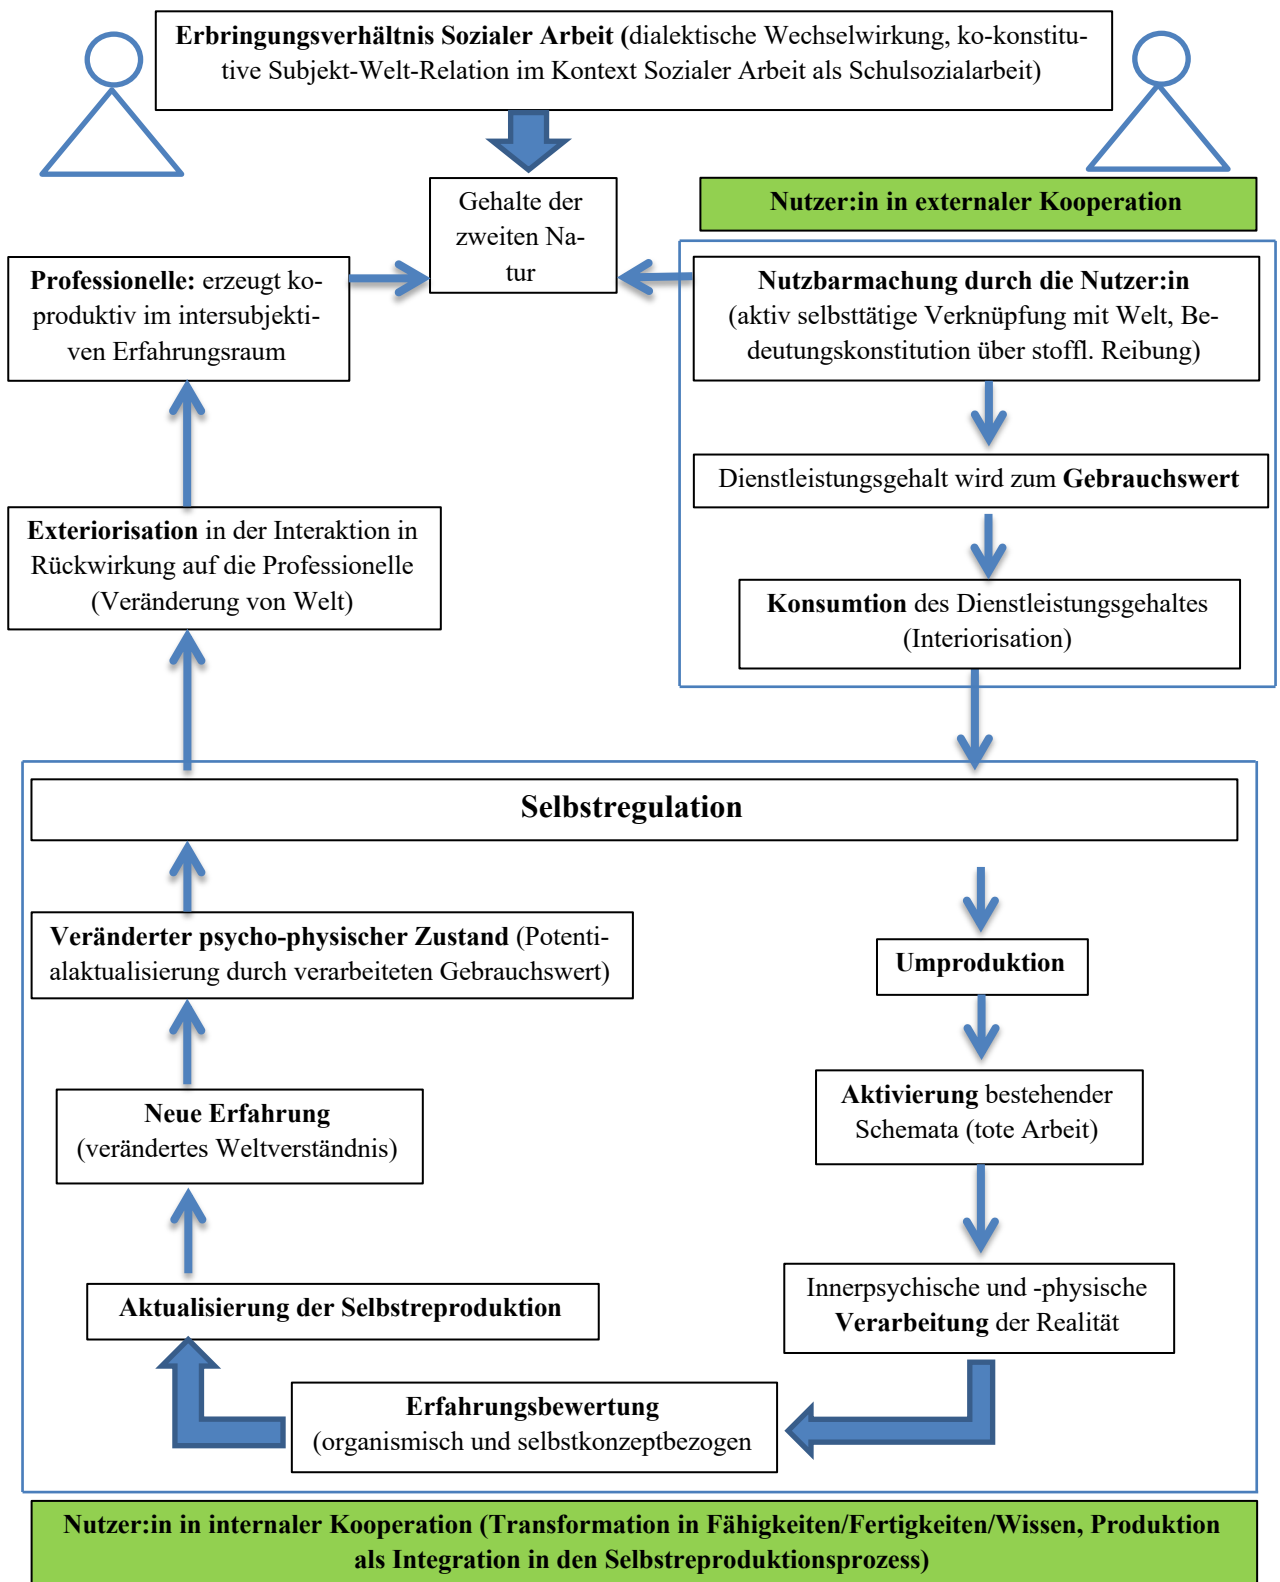 Erbringungsverhältnis Sozialer Arbeit (dialektische Wechselwirkung, ko-konstitu-
tive Subjekt-Welt-Relation im Kontext Sozialer Arbeit als Schulsozialarbeit)
Gehalte der
zweiten Na-
tur
Nutzer:in in externaler Kooperation
Professionelle: erzeugt ko-
produktiv im intersubjekti-
ven Erfahrungsraum
Nutzbarmachung durch die Nutzer:in
(aktiv selbsttätige Verknüpfung mit Welt, Be-
deutungskonstitution über stoffl. Reibung)
Dienstleistungsgehalt wird zum Gebrauchswert
Exteriorisation in der Interaktion in
Rückwirkung auf die Professionelle
(Veränderung von Welt)
Konsumtion des Dienstleistungsgehaltes
(Interiorisation)
Selbstregulation
Veränderter psycho-physischer Zustand (Potenti-
alaktualisierung durch verarbeiteten Gebrauchswert)
Umproduktion
Neue Erfahrung
(verändertes Weltverständnis)
Aktivierung bestehender
Schemata (tote Arbeit)
Aktualisierung der Selbstreproduktion
Innerpsychische und -physische
Verarbeitung der Realität
Erfahrungsbewertung
(organismisch und selbstkonzeptbezogen
Nutzer:in in internaler Kooperation (Transformation in Fähigkeiten/Fertigkeiten/Wissen, Produktion
als Integration in den Selbstreproduktionsprozess)